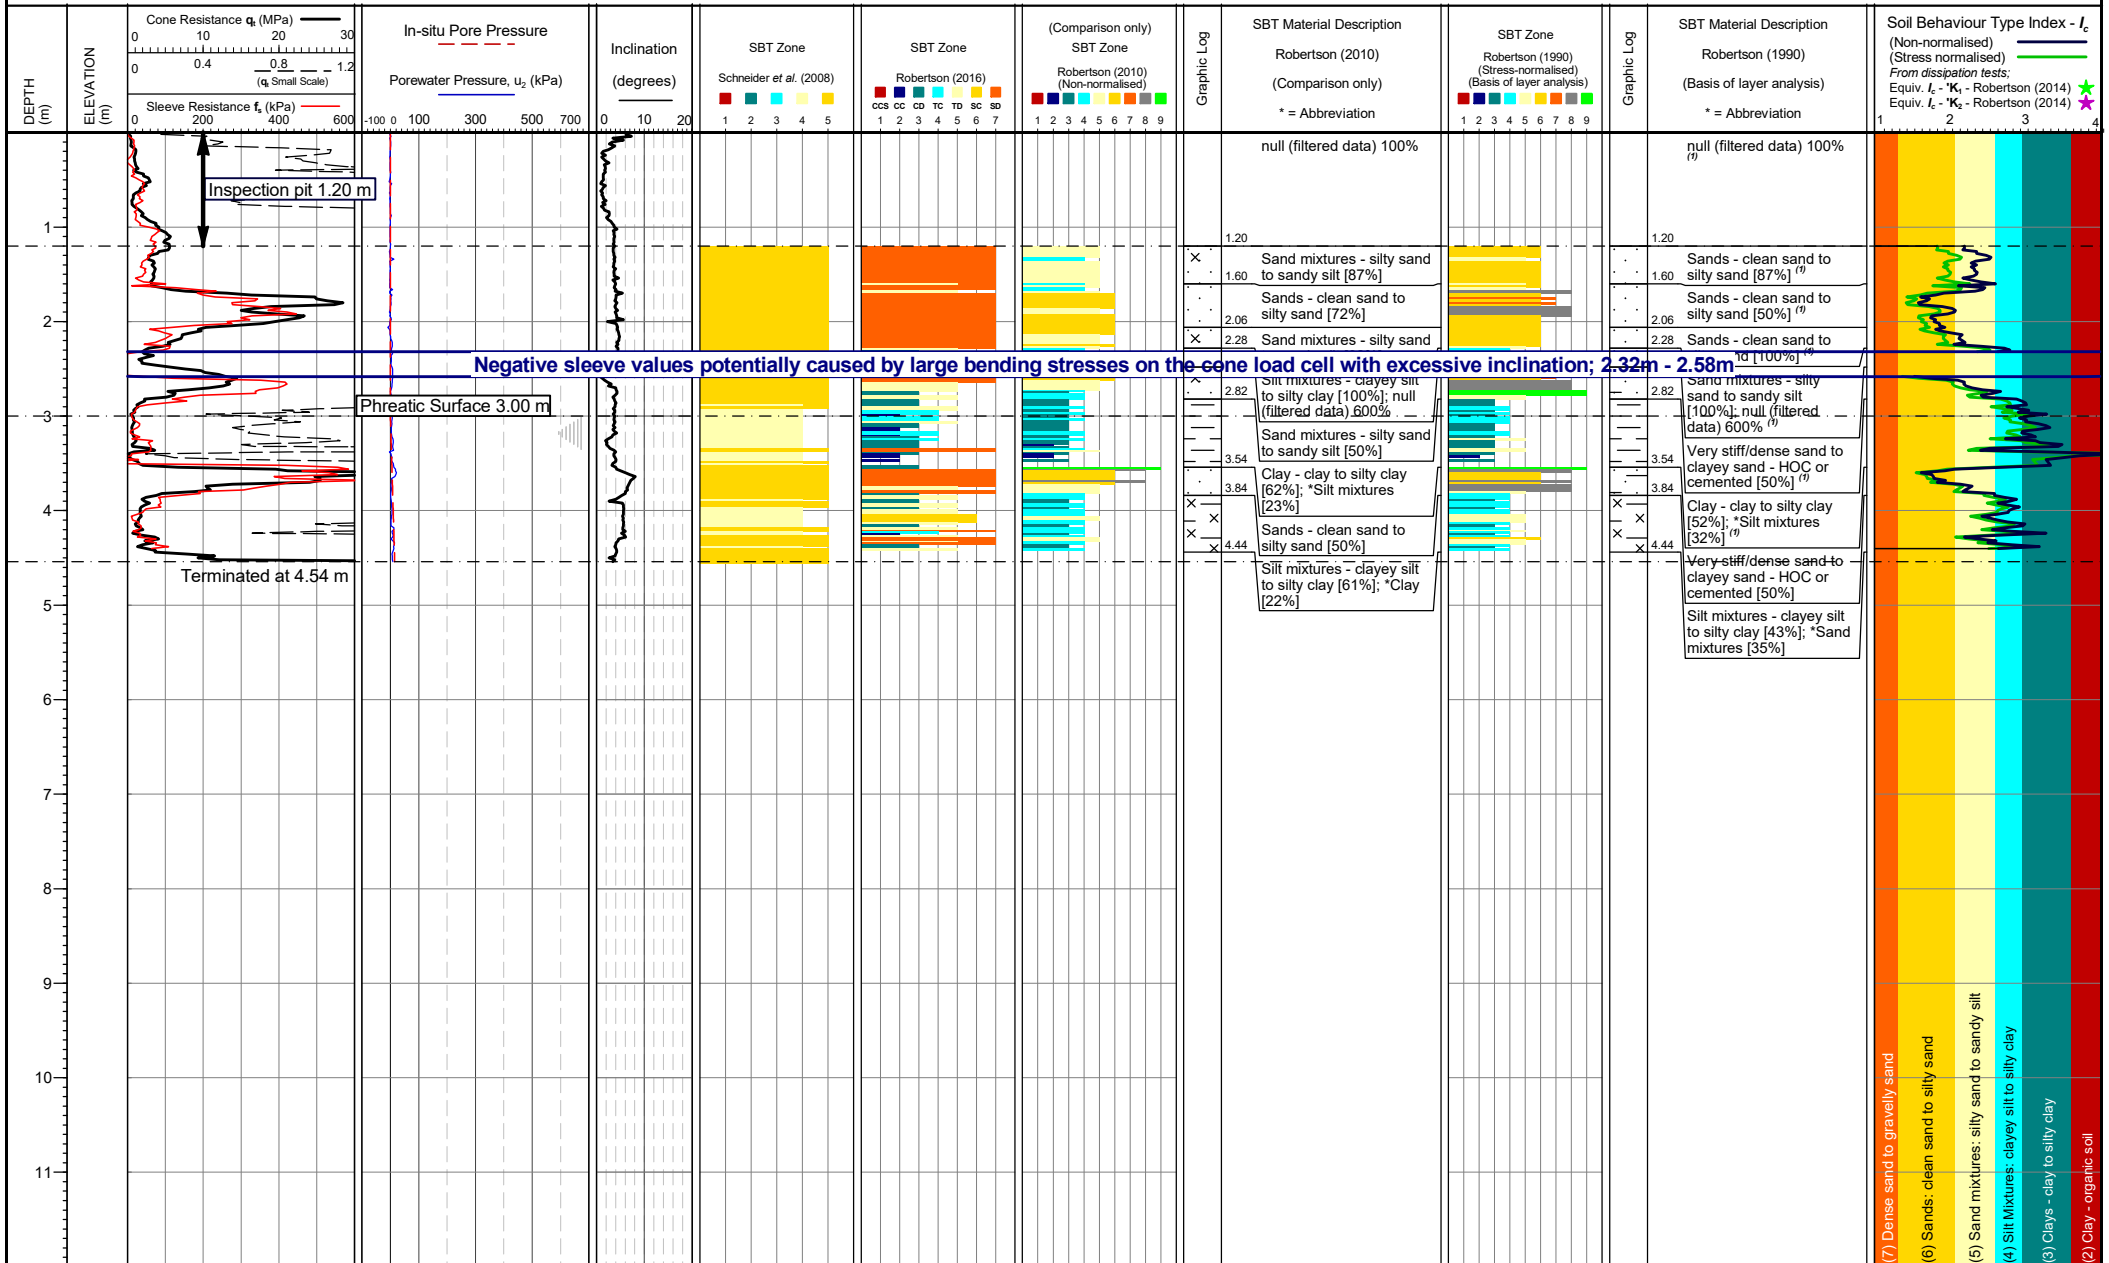 DEPTH
(m)
ELEVATION
(m)
Cone Resistance qt (MPa)
0 10 20 30
0 0.4 0.8 1.2
(qt Small Scale)
Sleeve Resistance fs (kPa)
0 200 400 600
In-situ Pore Pressure
Porewater Pressure, u2 (kPa)
-100 0 100 300 500 700
Inclination
(degrees)
0 10 20
SBT Zone
Schneider et al. (2008)
1 2 3 4 5
SBT Zone
Robertson (2016)
CCS CC CD TC TD SC SD
1 2 3 4 5 6 7
(Comparison only)
SBT Zone
Robertson (2010)
(Non-normalised)
1 2 3 4 5 6 7 8 9
Graphic Log
SBT Material Description
Robertson (2010)
(Comparison only)
* = Abbreviation
SBT Zone
Robertson (1990)
(Stress-normalised)
(Basis of layer analysis)
1 2 3 4 5 6 7 8 9
Graphic Log
SBT Material Description
Robertson (1990)
(Basis of layer analysis)
* = Abbreviation
Soil Behaviour Type Index - Ic
(Non-normalised)
(Stress normalised)
From dissipation tests;
Equiv. Ic - 'K1 - Robertson (2014)
Equiv. Ic - 'K2 - Robertson (2014)
1 2 3 4
1
2
3
4
5
6
7
8
9
10
11
Inspection pit 1.20 m
Negative sleeve values potentially caused by large bending stresses on the cone load cell with excessive inclination; 2.32m - 2.58m
Phreatic Surface 3.00 m
Terminated at 4.54 m
null (filtered data) 100%
1.20
Sand mixtures - silty sand
to sandy silt [87%]
1.60
Sands - clean sand to
silty sand [72%]
2.06
Sand mixtures - silty sand
2.28
Silt mixtures - clayey silt
to silty clay [100%]; null
(filtered data) 600%
2.82
Sand mixtures - silty sand
to sandy silt [50%]
3.54
Clay - clay to silty clay
[62%]; *Silt mixtures
[23%]
3.84
Sands - clean sand to
silty sand [50%]
4.44
Silt mixtures - clayey silt
to silty clay [61%]; *Clay
[22%]
null (filtered data) 100%
(1)
1.20
Sands - clean sand to
silty sand [87%] (1)
1.60
Sands - clean sand to
silty sand [50%] (1)
2.06
Sands - clean sand to
[100%] (1)
2.28
Sand mixtures - silty
sand to sandy silt
[100%]; null (filtered
data) 600% (1)
2.82
Very stiff/dense sand to
clayey sand - HOC or
cemented [50%] (1)
3.54
Clay - clay to silty clay
[52%]; *Silt mixtures
[32%] (1)
3.84
Very stiff/dense sand to
clayey sand - HOC or
cemented [50%]
4.44
Silt mixtures - clayey silt
to silty clay [43%]; *Sand
mixtures [35%]
(7) Dense sand to gravelly sand
(6) Sands: clean sand to silty sand
(5) Sand mixtures: silty sand to sandy silt
(4) Silt Mixtures: clayey silt to silty clay
(3) Clays - clay to silty clay
(2) Clay - organic soil